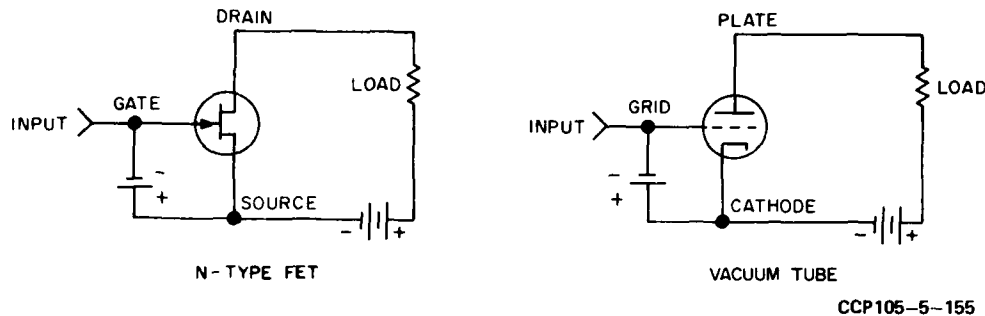 DRAIN
LOAD
GATE
INPUT
-
+
SOURCE
- +
N-TYPE FET
PLATE
LOAD
GRID
INPUT
-
+
CATHODE
- +
VACUUM TUBE
CCP105-5-155